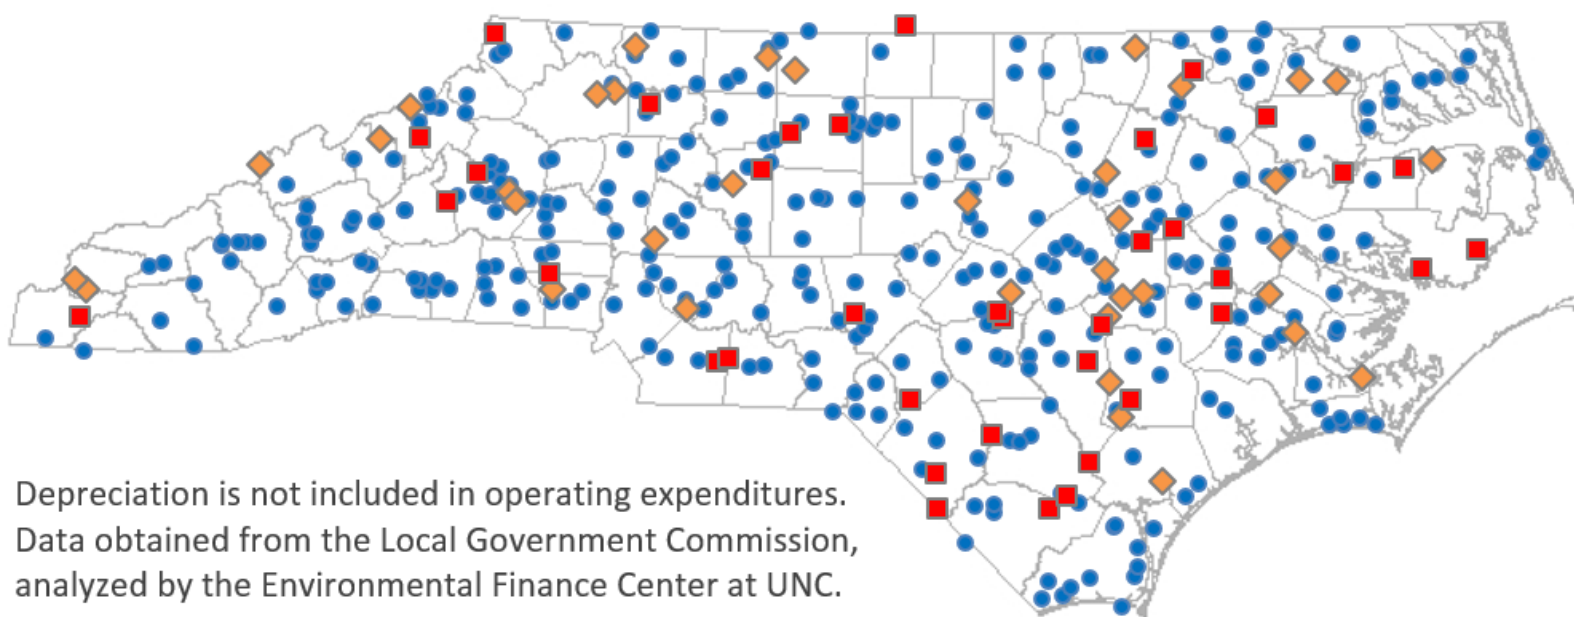 Depreciation is not included in operating expenditures.
Data obtained from the Local Government Commission,
analyzed by the Environmental Finance Center at UNC.